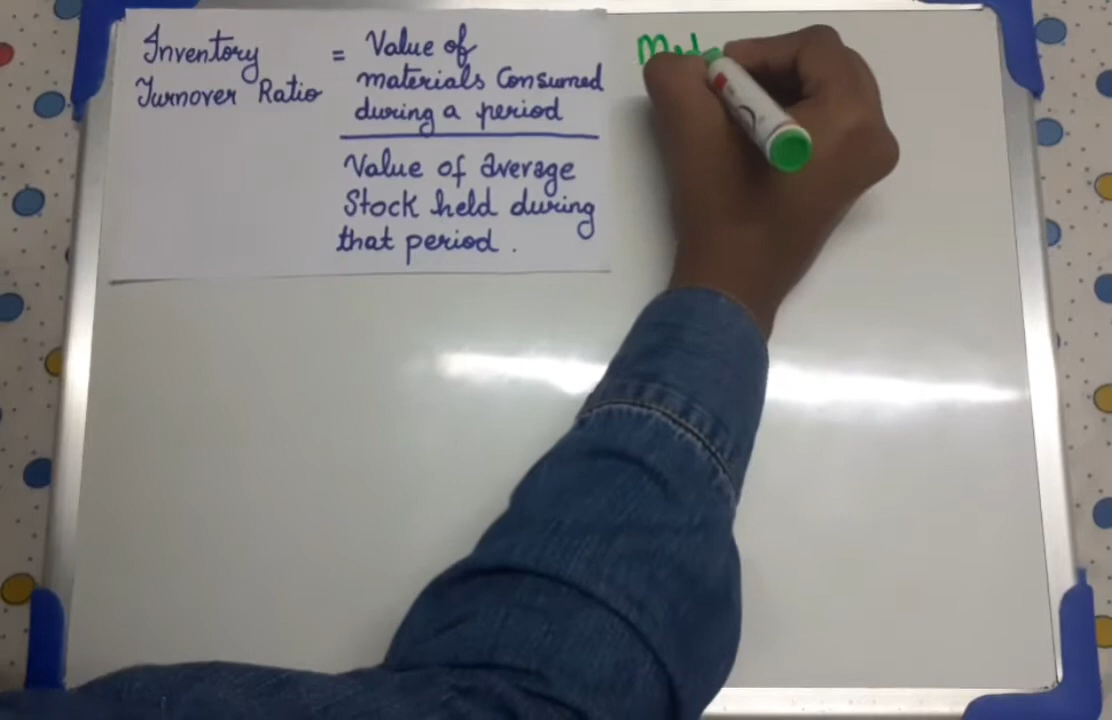 Inventory
Turnover Ratio
=
Value of
materials Consumed
during a period
Value of average
Stock held during
that period.